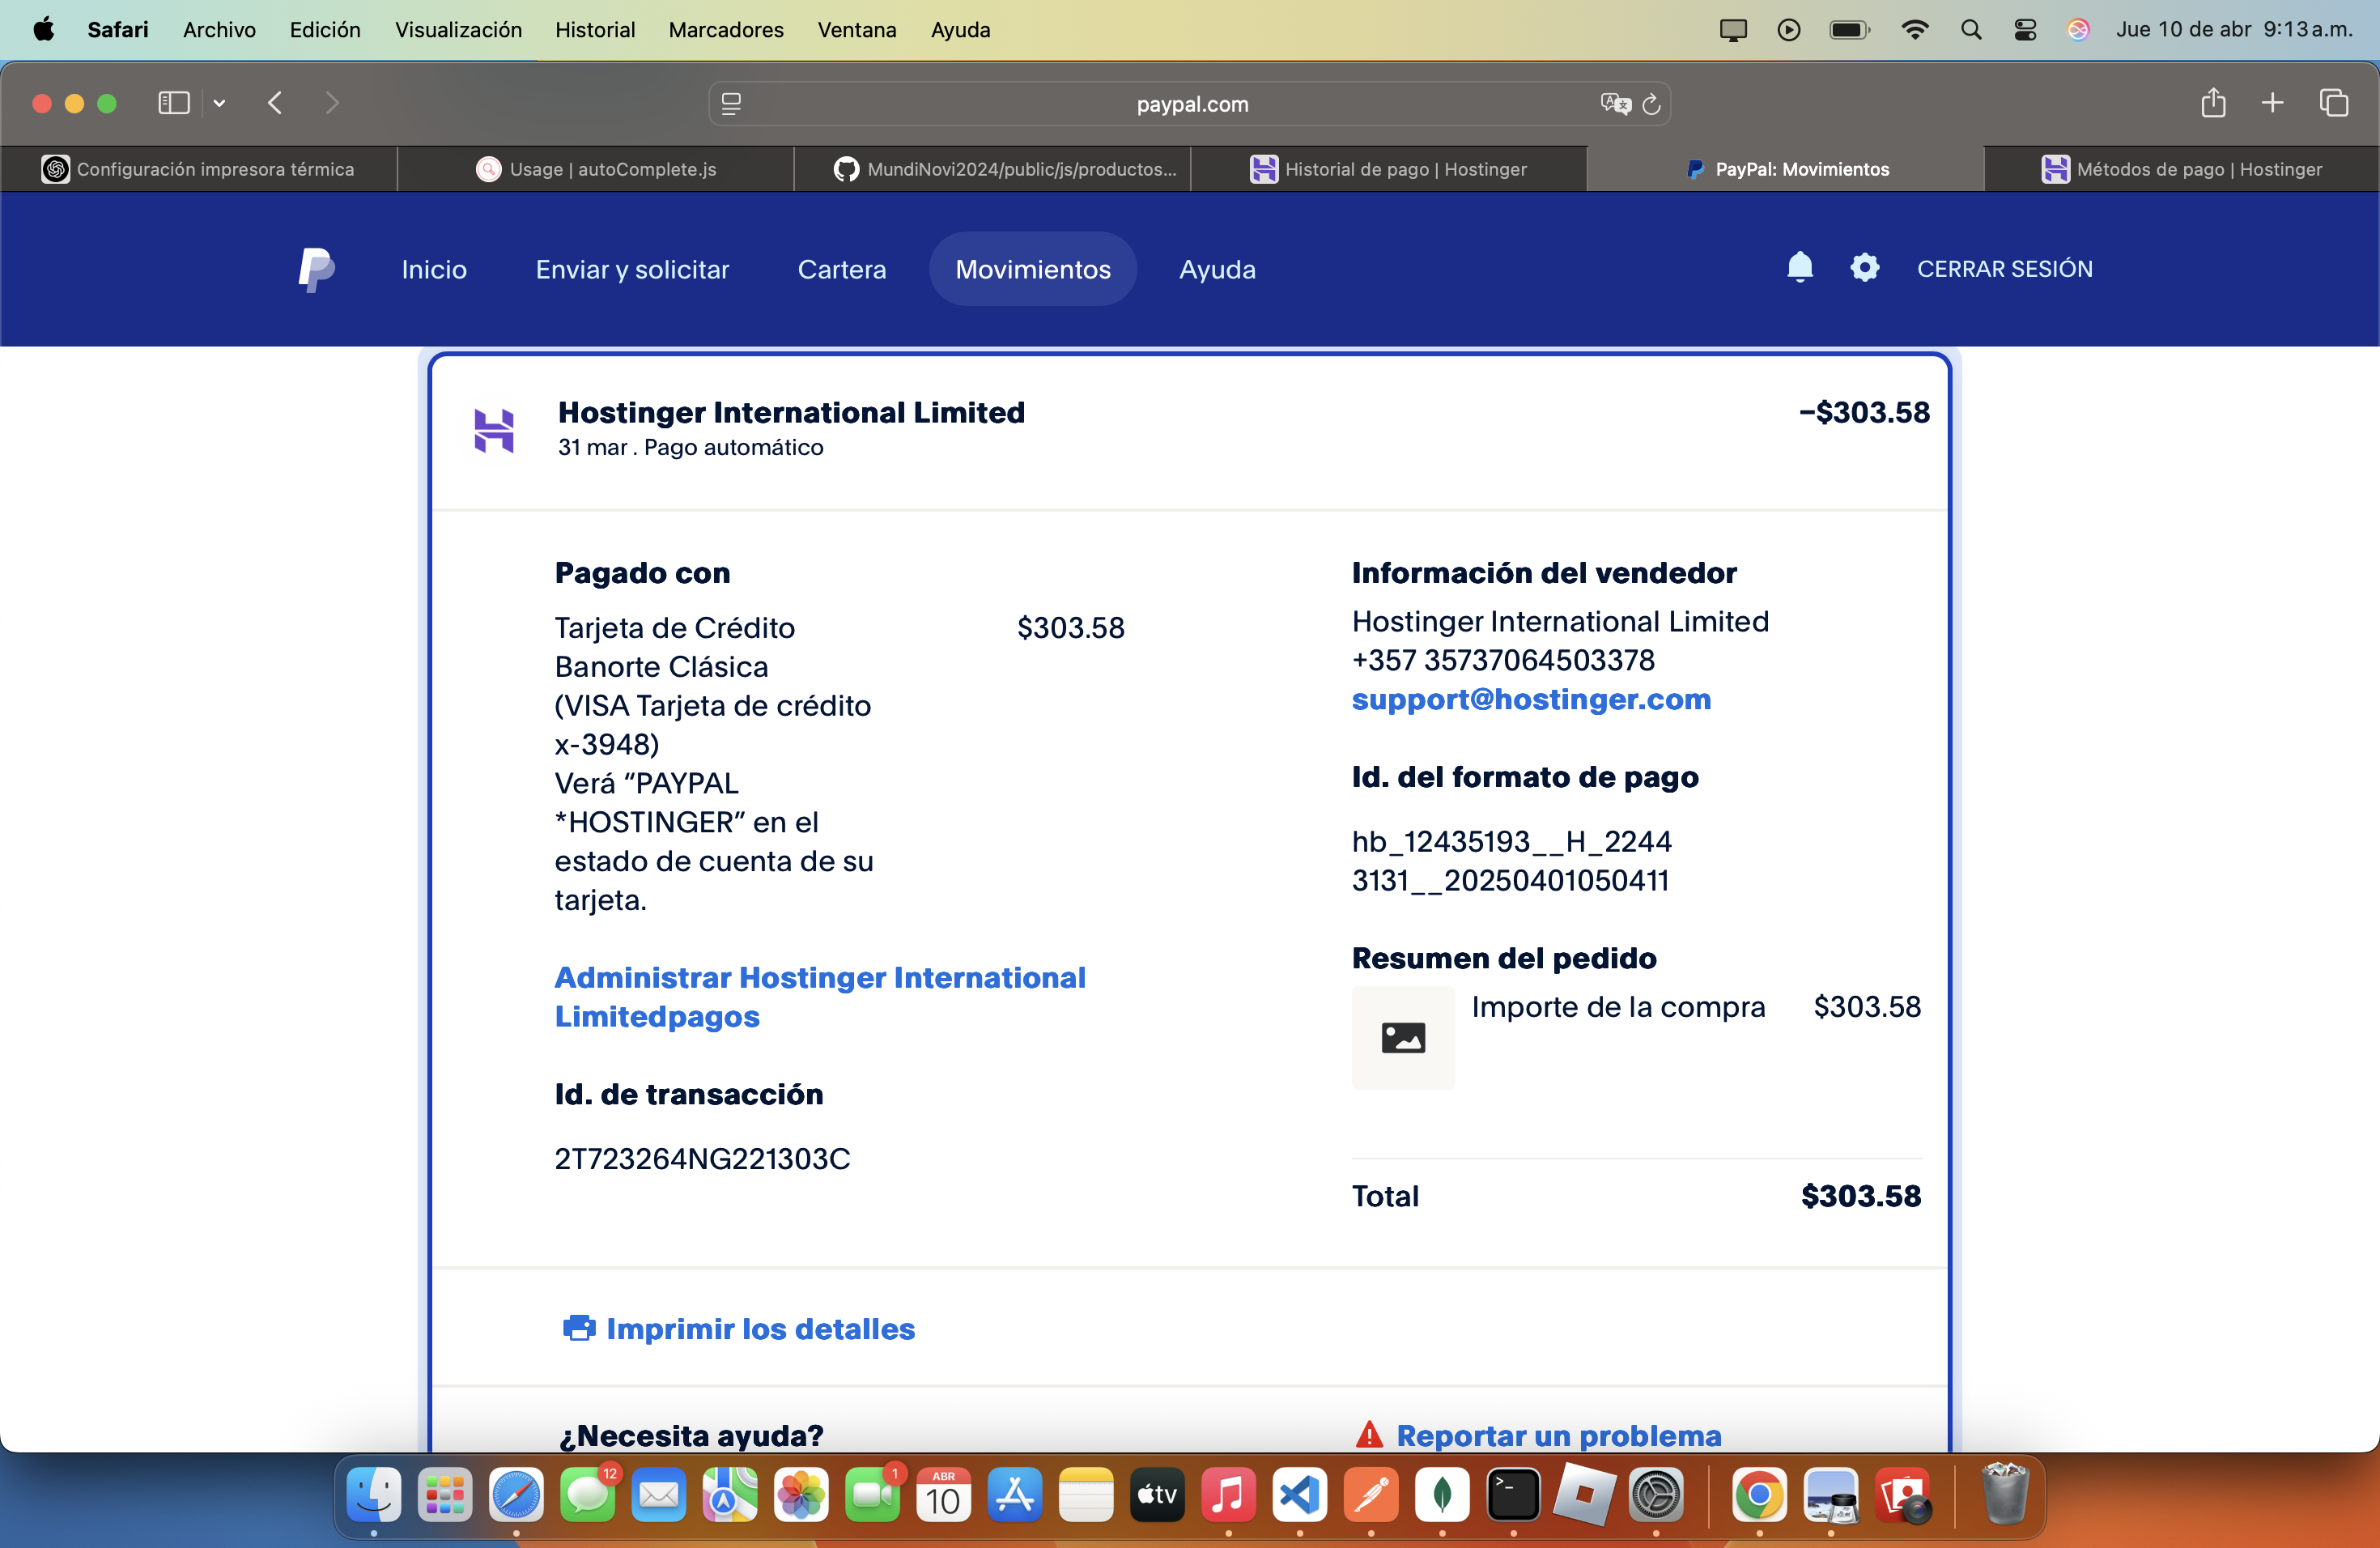 Safari Archivo Edición Visualización Historial Marcadores Ventana Ayuda Jue 10 de abr 9:13 a.m.
paypal.com
Configuración impresora térmica Usage | autoComplete.js MundiNovi2024/public/js/productos... Historial de pago | Hostinger PayPal: Movimientos Métodos de pago | Hostinger
Inicio Enviar y solicitar Cartera Movimientos Ayuda CERRAR SESIÓN
Hostinger International Limited −$303.58
31 mar . Pago automático
Pagado con
Tarjeta de Crédito $303.58
Banorte Clásica
(VISA Tarjeta de crédito
x-3948)
Verá “PAYPAL
*HOSTINGER” en el
estado de cuenta de su
tarjeta.
Administrar Hostinger International
Limitedpagos
Id. de transacción
2T723264NG221303C
Información del vendedor
Hostinger International Limited
+357 35737064503378
support@hostinger.com
Id. del formato de pago
hb_12435193__H_2244
3131__20250401050411
Resumen del pedido
Importe de la compra $303.58
Total $303.58
Imprimir los detalles
¿Necesita ayuda? Reportar un problema
12
1
ABR
10
tv
>_